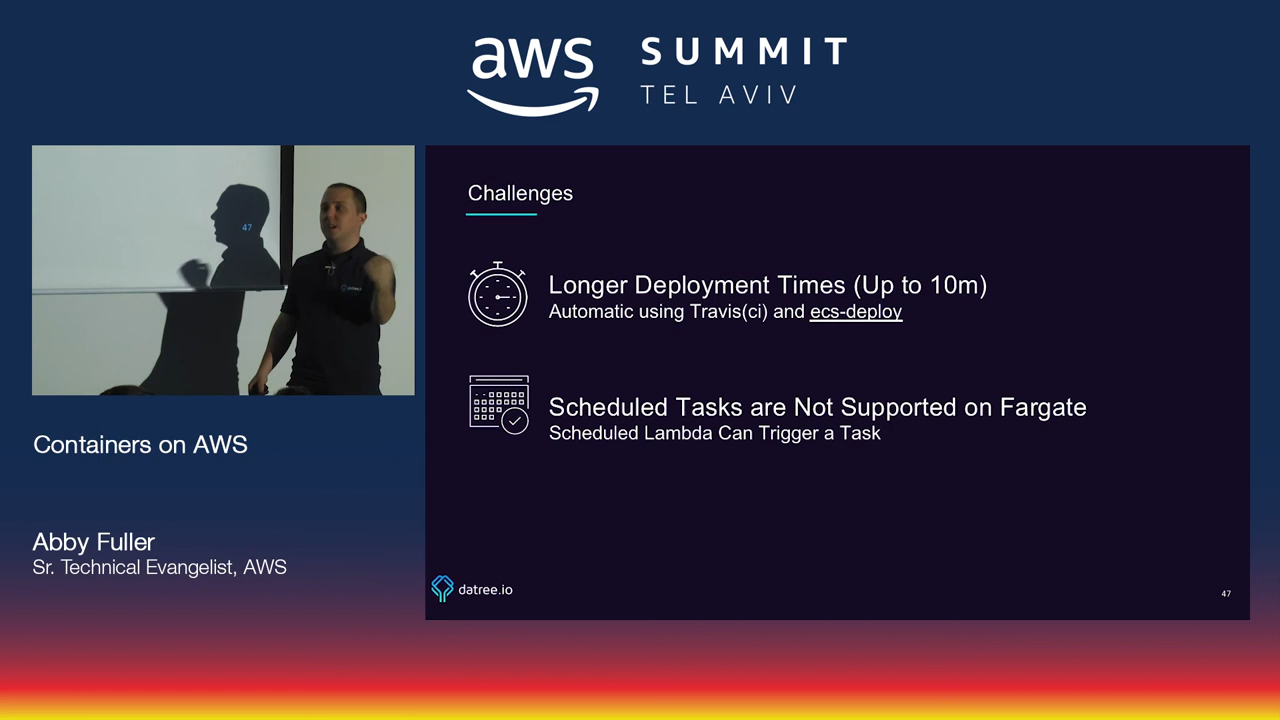 aws
SUMMIT
TEL AVIV
47
Containers on AWS
Abby Fuller
Sr. Technical Evangelist, AWS
Challenges
Longer Deployment Times (Up to 10m)
Automatic using Travis(ci) and ecs-deploy
Scheduled Tasks are Not Supported on Fargate
Scheduled Lambda Can Trigger a Task
datree.io
47